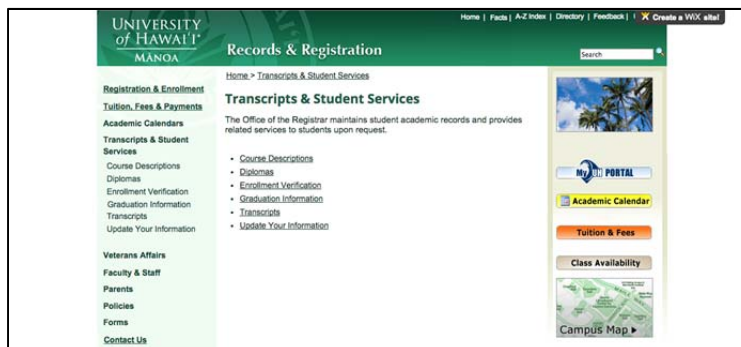 UNIVERSITY
of HAWAI'I®
MĀNOA
Home | Facts | A-Z Index | Directory | Feedback |
Create a WiX site!
Records & Registration
Search
Home > Transcripts & Student Services
Registration & Enrollment
Tuition, Fees & Payments
Academic Calendars
Transcripts & Student
Services
Course Descriptions
Diplomas
Enrollment Verification
Graduation Information
Transcripts
Update Your Information
Veterans Affairs
Faculty & Staff
Parents
Policies
Forms
Contact Us
Transcripts & Student Services
The Office of the Registrar maintains student academic records and provides
related services to students upon request.
• Course Descriptions
• Diplomas
• Enrollment Verification
• Graduation Information
• Transcripts
• Update Your Information
My UH PORTAL
Academic Calendar
Tuition & Fees
Class Availability
Campus Map ▸